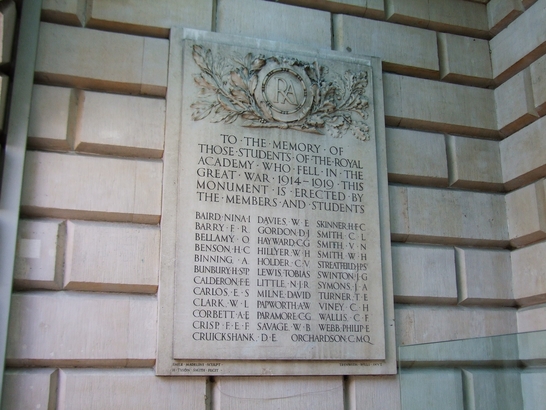 RA
TO · THE · MEMORY · OF
THOSE · STUDENTS · OF · THE · ROYAL
ACADEMY · WHO · FELL · IN · THE
GREAT · WAR · 1914–1919 · THIS
MONUMENT · IS · ERECTED · BY
THE · MEMBERS · AND · STUDENTS
BAIRD · NINA · I DAVIES · W · E SKINNER · H · F · C
BARRY · F · R GORDON · D · J SMITH · C · L
BELLAMY · O HAYWARD · C · G SMITH · V · N
BENSON · H · C HILLYER · W · H SMITH · W · H
BINNING · A HOLDER · C · V STREATFEILD · J · P · S
BUNBURY · H · S · P LEWIS · TOBIAS SWINTON · J · G
CALDERON · F · E LITTLE · N · J · R SYMONS · J · A
CARLOS · E · S MILNE · DAVID TURNER · T · E
CLARK · W · L PAPWORTH · A · W VINEY · C · H
CORBETT · A · E PARAMORE · C · G WALLIS · C · F
CRISP · F · E · F SAVAGE · W · B WEBB · PHILIP · E
CRUICKSHANK · D · E ORCHARDSON · C · M · Q